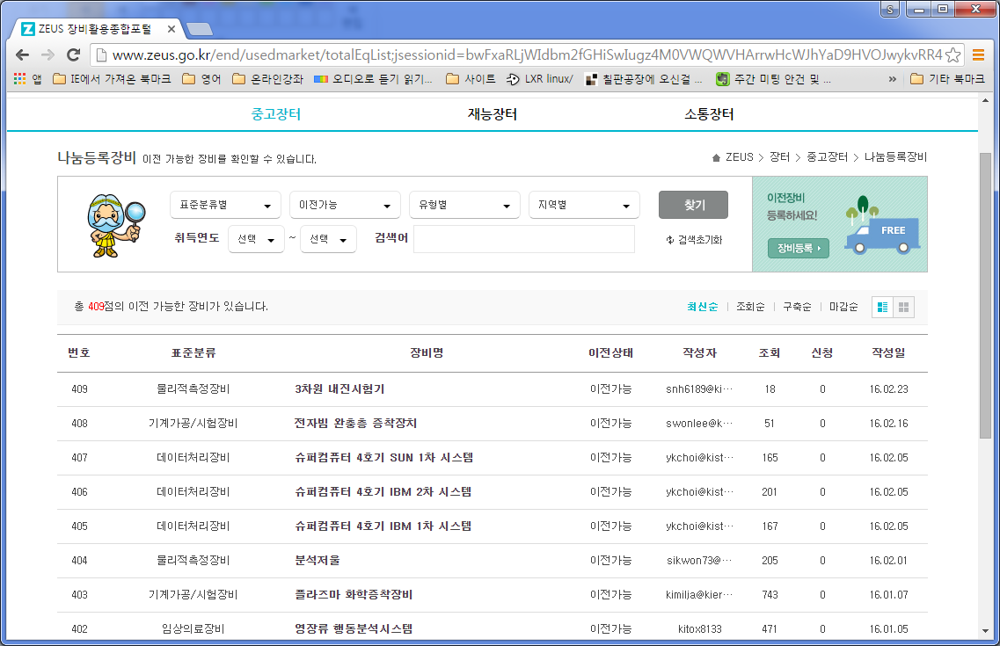 S
ZEUS 장비활용종합포털
www.zeus.go.kr/end/usedmarket/totalEqList;jsessionid=bwFxaRLjWIdbm2fGHiSwIugz4M0VWQWVHArrwHcWJhYaD9HVOJwykvRR4
앱 IE에서 가져온 북마크 영어 온라인강좌 오디오로 듣기 읽기... 사이트 LXR linux/ 칠판공장에 오신걸 ... 주간 미팅 안건 및 ... » 기타 북마크
중고장터 재능장터 소통장터
나눔등록장비 이전 가능한 장비를 확인할 수 있습니다. ZEUS > 장터 > 중고장터 > 나눔등록장비
표준분류별 이전가능 유형별 지역별 찾기
취득연도 선택 ~ 선택 검색어 검색초기화
이전장비
등록하세요!
FREE
장비등록 ›
총 409점의 이전 가능한 장비가 있습니다. 최신순 | 조회순 | 구축순 | 마감순
번호 표준분류 장비명 이전상태 작성자 조회 신청 작성일
409 물리적측정장비 3차원 내진시험기 이전가능 snh6189@ki··· 18 0 16.02.23
408 기계가공/시험장비 전자빔 완충층 증착장치 이전가능 swonlee@k··· 51 0 16.02.16
407 데이터처리장비 슈퍼컴퓨터 4호기 SUN 1차 시스템 이전가능 ykchoi@kist··· 165 0 16.02.05
406 데이터처리장비 슈퍼컴퓨터 4호기 IBM 2차 시스템 이전가능 ykchoi@kist··· 201 0 16.02.05
405 데이터처리장비 슈퍼컴퓨터 4호기 IBM 1차 시스템 이전가능 ykchoi@kist··· 167 0 16.02.05
404 물리적측정장비 분석저울 이전가능 sikwon73@··· 205 0 16.02.01
403 기계가공/시험장비 플라즈마 화학증착장비 이전가능 kimilja@kier··· 743 0 16.01.07
402 임상의료장비 영장류 행동분석시스템 이전가능 kitox8133 471 0 16.01.05